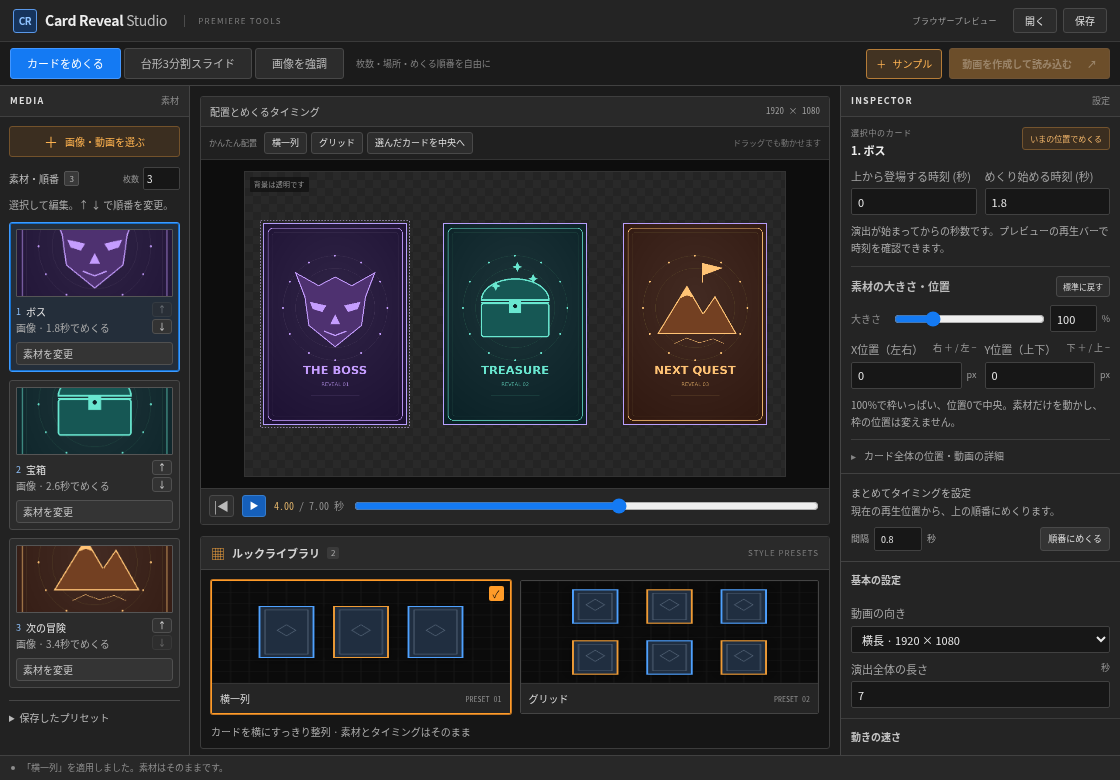 CR Card Reveal Studio PREMIERE TOOLS ブラウザープレビュー 開く 保存
カードをめくる 台形3分割スライド 画像を強調 枚数・場所・めくる順番を自由に ＋ サンプル 動画を作成して読み込む ↗
MEDIA 素材
＋ 画像・動画を選ぶ
素材・順番 3 枚数 3
選択して編集。↑ ↓ で順番を変更。
1 ボス ↑
画像・1.8秒でめくる ↓
素材を変更
2 宝箱 ↑
画像・2.6秒でめくる ↓
素材を変更
3 次の冒険 ↑
画像・3.4秒でめくる ↓
素材を変更
▶ 保存したプリセット
配置とめくるタイミング 1920 × 1080
かんたん配置 横一列 グリッド 選んだカードを中央へ ドラッグでも動かせます
背景は透明です
THE BOSS
REVEAL 01
TREASURE
REVEAL 02
NEXT QUEST
REVEAL 03
4.00 / 7.00 秒
ルックライブラリ 2 STYLE PRESETS
✓
横一列 PRESET 01
グリッド PRESET 02
カードを横にすっきり整列・素材とタイミングはそのまま
INSPECTOR 設定
選択中のカード
1. ボス
いまの位置でめくる
上から登場する時刻 (秒) めくり始める時刻 (秒)
0 1.8
演出が始まってからの秒数です。プレビューの再生バーで
時刻を確認できます。
素材の大きさ・位置 標準に戻す
大きさ 100 %
X位置（左右） 右＋/左− Y位置（上下） 下＋/上−
0 px 0 px
100%で枠いっぱい、位置0で中央。素材だけを動かし、
枠の位置は変えません。
▶ カード全体の位置・動画の詳細
まとめてタイミングを設定
現在の再生位置から、上の順番にめくります。
間隔 0.8 秒 順番にめくる
基本の設定
動画の向き
横長・1920 × 1080
演出全体の長さ 秒
7
動きの速さ
「横一列」を適用しました。素材はそのままです。